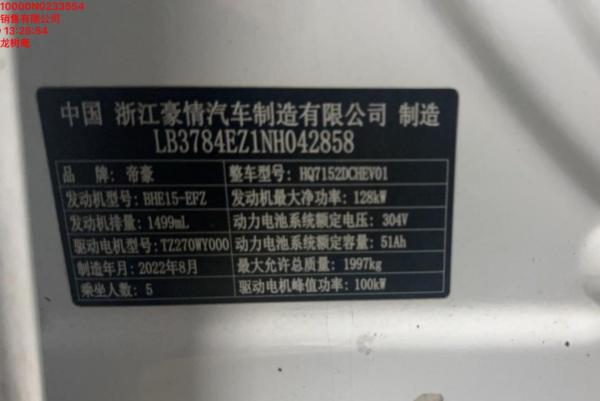 10000N0233554
销售有限公司
13:25:54
龙树庵
中国 浙江豪情汽车制造有限公司 制造
LB3784EZ1NH042858
品 牌: 帝豪 整车型号: HQ7152DCHEV01
发动机型号: BHE15-EFZ 发动机最大净功率: 128kW
发动机排量: 1499mL 动力电池系统额定电压: 304V
驱动电机型号: TZ270WY000 动力电池系统额定容量: 51Ah
制造年月: 2022年8月 最大允许总质量: 1997kg
乘坐人数: 5 驱动电机峰值功率: 100kW